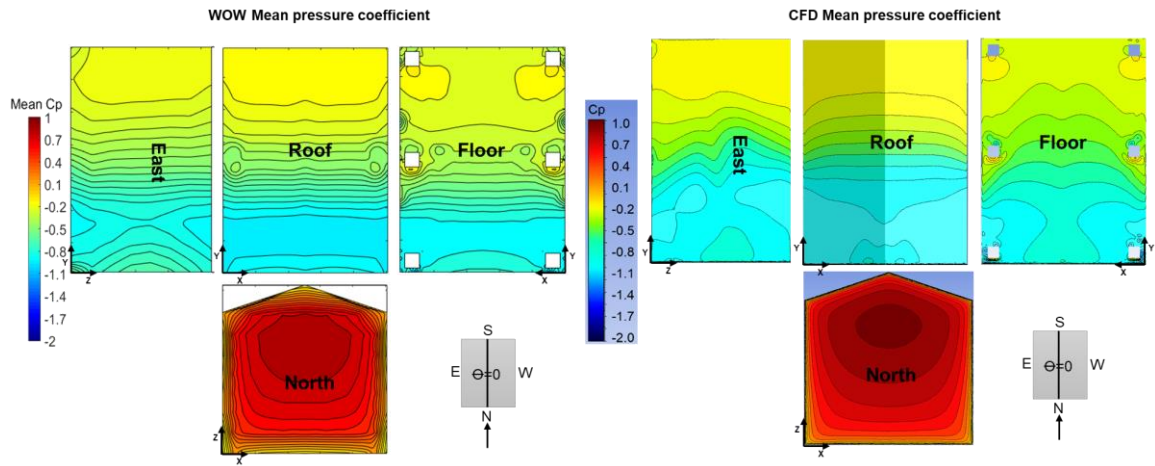 WOW Mean pressure coefficient
Mean Cp
1
0.7
0.4
0.1
-0.2
-0.5
-0.8
-1.1
-1.4
-1.7
-2
East
Roof
Floor
Y
Z
Y
X
Y
X
North
Z
X
S
E
Ɵ=0
W
N
CFD Mean pressure coefficient
Cp
1.0
0.7
0.4
0.1
-0.2
-0.5
-0.8
-1.1
-1.4
-1.7
-2.0
East
Roof
Floor
Y
Z
Y
X
Y
X
North
Z
X
S
E
Ɵ=0
W
N